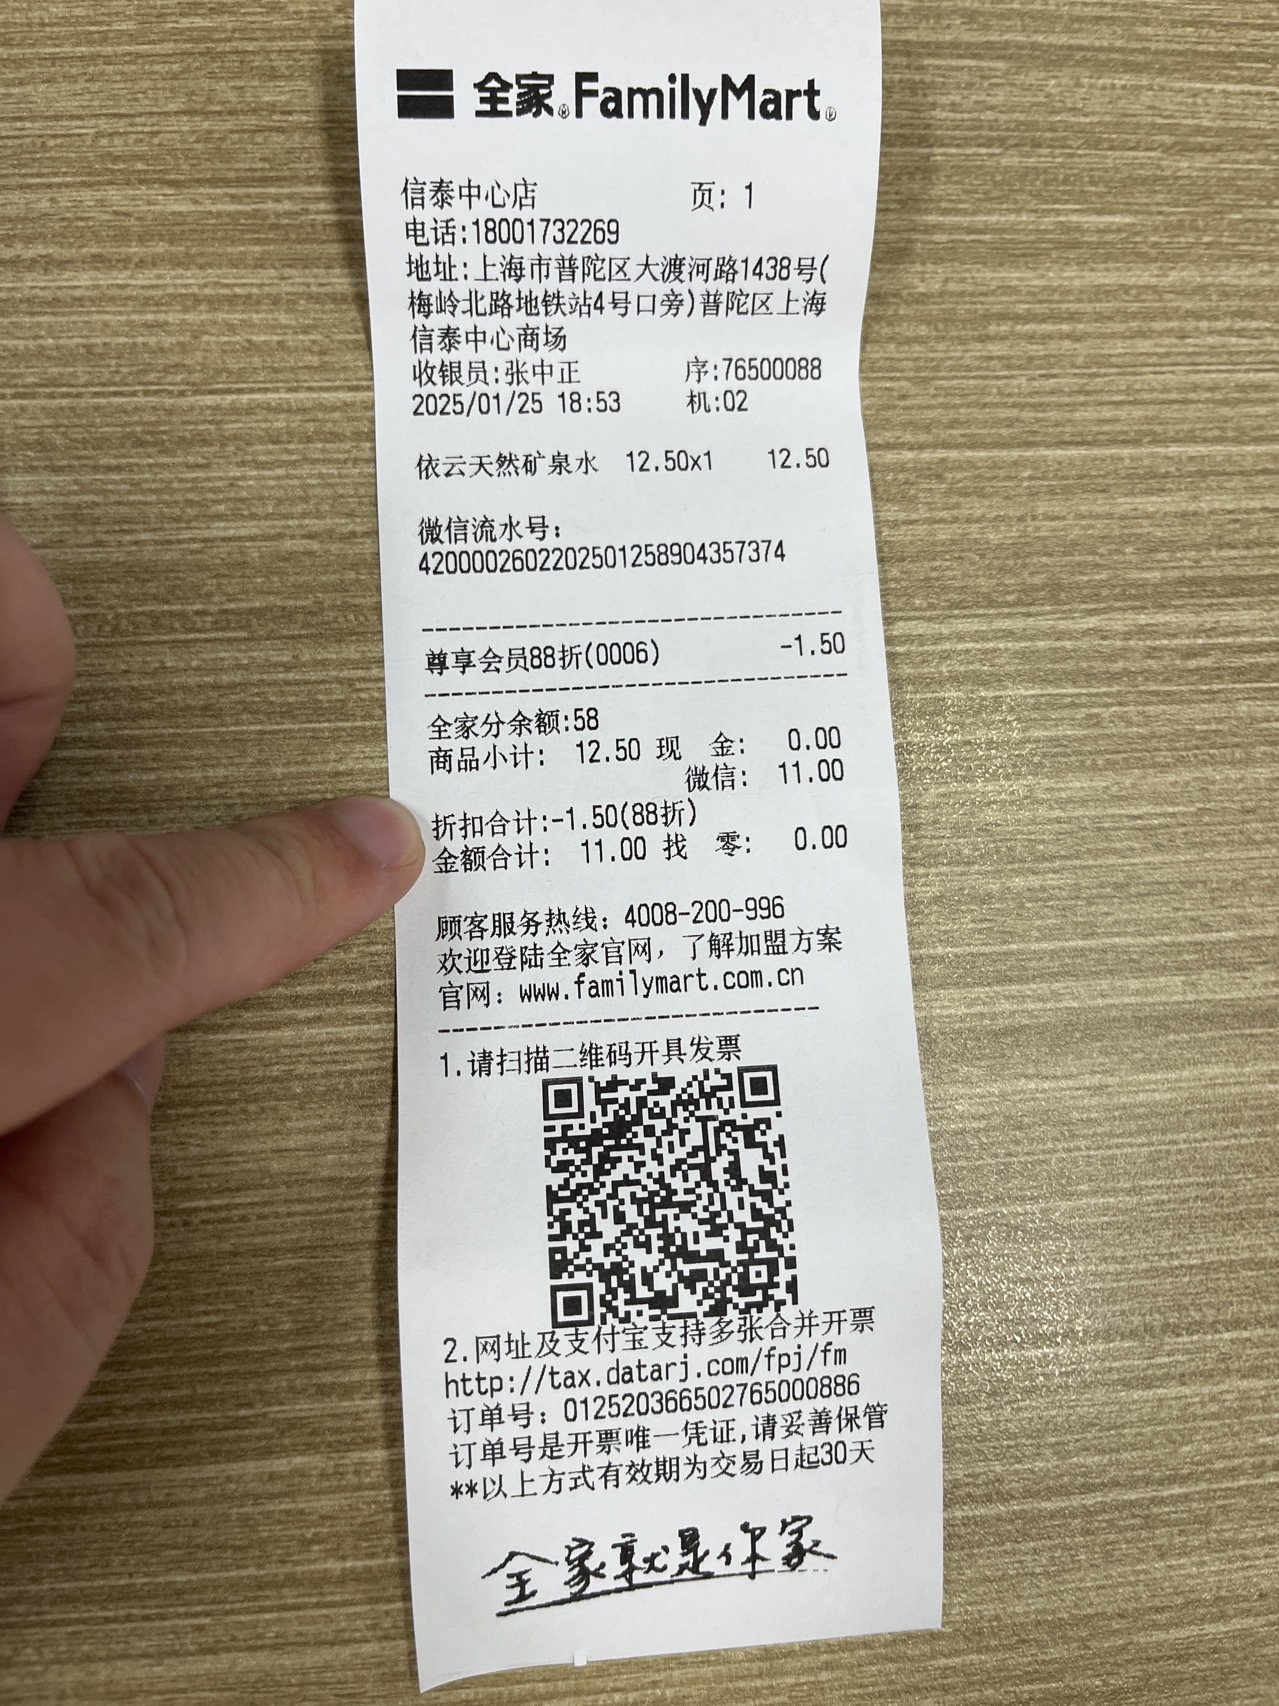 全家®FamilyMart®
信泰中心店 页: 1
电话:18001732269
地址:上海市普陀区大渡河路1438号(
梅岭北路地铁站4号口旁)普陀区上海
信泰中心商场
收银员:张中正 序:76500088
2025/01/25 18:53 机:02
依云天然矿泉水 12.50x1 12.50
微信流水号:
4200002602202501258904357374
尊享会员88折(0006) -1.50
全家分余额:58
商品小计: 12.50 现 金: 0.00
微信: 11.00
折扣合计:-1.50(88折)
金额合计: 11.00 找 零: 0.00
顾客服务热线: 4008-200-996
欢迎登陆全家官网, 了解加盟方案
官网: www.familymart.com.cn
1.请扫描二维码开具发票
2.网址及支付宝支持多张合并开票
http://tax.datarj.com/fpj/fm
订单号: 012520366502765000886
订单号是开票唯一凭证,请妥善保管
**以上方式有效期为交易日起30天
全家就是你家